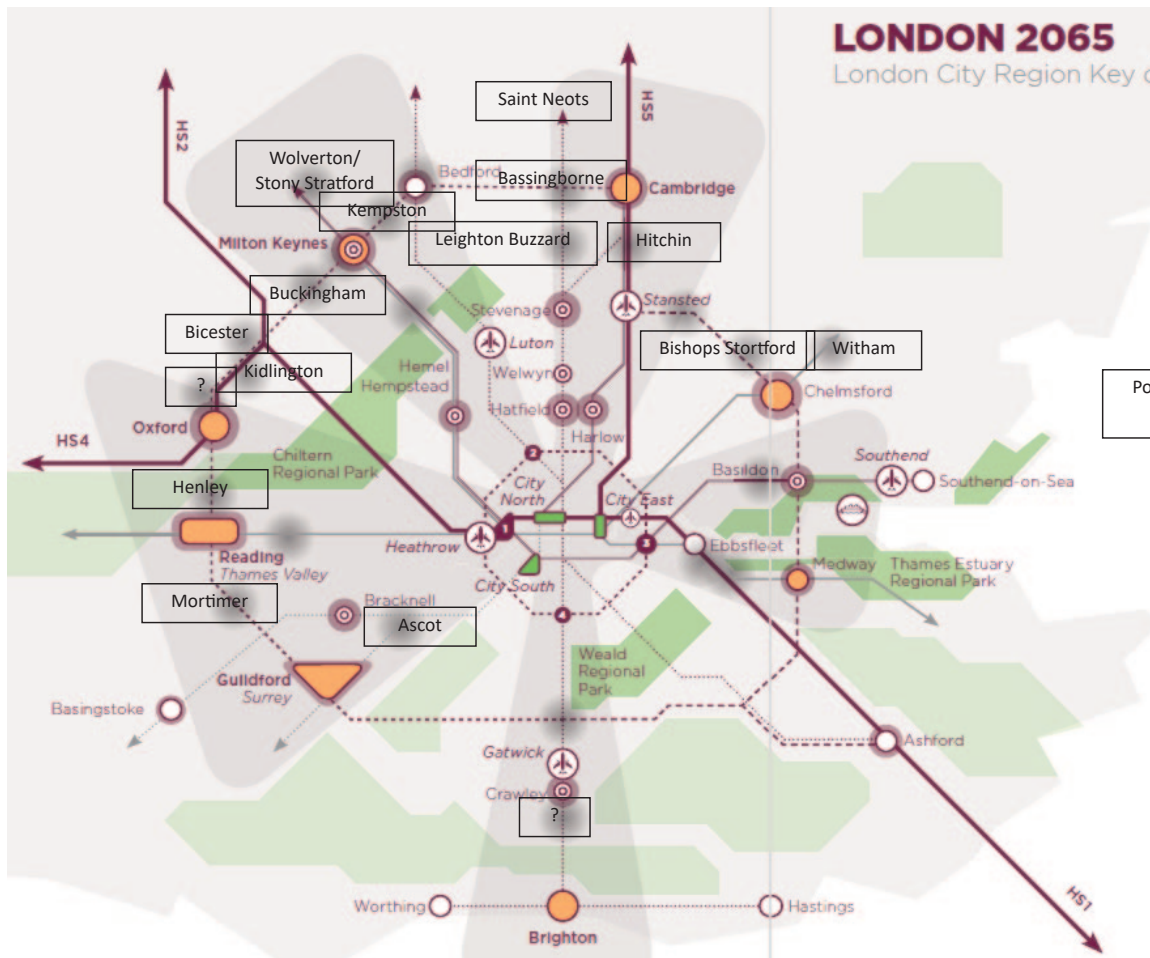 LONDON 2065
London City Region Key
HS2
HS5
Saint Neots
Wolverton/
Stony Stratford
Bedford
Bassingborne
Cambridge
Kempston
Milton Keynes
Leighton Buzzard
Hitchin
Buckingham
Stansted
Stevenage
Bicester
Luton
Bishops Stortford
Witham
Kidlington
Hemel
Hempstead
Welwyn
?
Chelmsford
Hatfield
Oxford
Harlow
HS4
Chiltern
Regional Park
2
City
North
Basildon
Southend
Southend-on-Sea
Henley
City East
1
Heathrow
3
Ebbsfleet
Reading
Thames Valley
City South
Medway
Thames Estuary
Regional Park
Mortimer
Bracknell
Ascot
4
Weald
Regional
Park
Guildford
Surrey
Basingstoke
Gatwick
Ashford
Crawley
?
HS1
Worthing
Hastings
Brighton